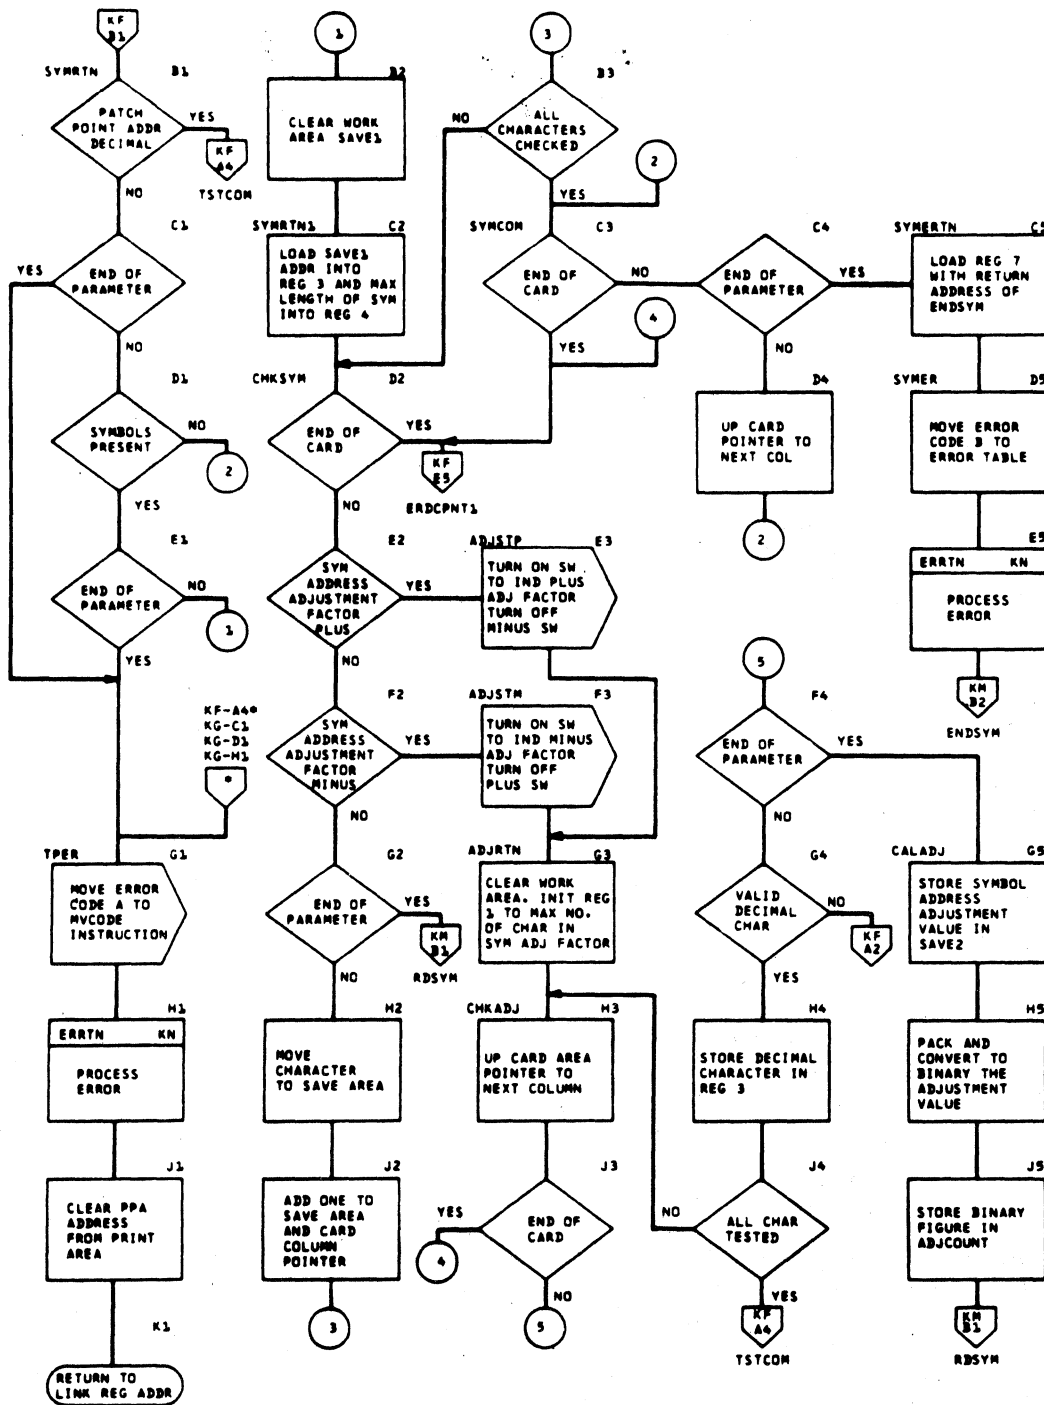 KF
B1
SYMRTN
B1
PATCH
POINT ADDR
DECIMAL
YES
KF
A4
TSTCOM
NO
C1
YES
END OF
PARAMETER
NO
D1
SYMBOLS
PRESENT
NO
2
YES
E1
END OF
PARAMETER
NO
1
YES
KF-A4*
KG-C1
KG-D1
KG-H1
*
TPER
G1
MOVE ERROR
CODE A TO
MVCODE
INSTRUCTION
H1
ERRTN KN
PROCESS
ERROR
J1
CLEAR PPA
ADDRESS
FROM PRINT
AREA
K1
RETURN TO
LINK REG ADDR
1
B2
CLEAR WORK
AREA SAVE1
SYMRTN1
C2
LOAD SAVE1
ADDR INTO
REG 3 AND MAX
LENGTH OF SYM
INTO REG 4
CHKSYM
D2
END OF
CARD
YES
KF
E5
ERDCPNT1
NO
E2
SYM
ADDRESS
ADJUSTMENT
FACTOR
PLUS
YES
NO
F2
SYM
ADDRESS
ADJUSTMENT
FACTOR
MINUS
YES
NO
G2
END OF
PARAMETER
YES
KM
B1
RDSYM
NO
H2
MOVE
CHARACTER
TO SAVE AREA
J2
ADD ONE TO
SAVE AREA
AND CARD
COLUMN
POINTER
3
3
B3
ALL
CHARACTERS
CHECKED
NO
2
YES
SYMCOM
C3
END OF
CARD
NO
4
YES
ADJSTP
E3
TURN ON SW
TO IND PLUS
ADJ FACTOR
TURN OFF
MINUS SW
ADJSTM
F3
TURN ON SW
TO IND MINUS
ADJ FACTOR
TURN OFF
PLUS SW
ADJRTN
G3
CLEAR WORK
AREA. INIT REG
1 TO MAX NO.
OF CHAR IN
SYM ADJ FACTOR
CHKADJ
H3
UP CARD AREA
POINTER TO
NEXT COLUMN
J3
END OF
CARD
YES
4
NO
5
C4
END OF
PARAMETER
YES
NO
D4
UP CARD
POINTER TO
NEXT COL
2
5
F4
END OF
PARAMETER
YES
NO
G4
VALID
DECIMAL
CHAR
NO
KF
A2
YES
H4
STORE DECIMAL
CHARACTER IN
REG 3
J4
ALL CHAR
TESTED
NO
YES
KF
A4
TSTCOM
SYMERTN
C5
LOAD REG 7
WITH RETURN
ADDRESS OF
ENDSYM
SYMER
D5
MOVE ERROR
CODE B TO
ERROR TABLE
E5
ERRTN KN
PROCESS
ERROR
KM
B2
ENDSYM
CALADJ
G5
STORE SYMBOL
ADDRESS
ADJUSTMENT
VALUE IN
SAVE2
H5
PACK AND
CONVERT TO
BINARY THE
ADJUSTMENT
VALUE
J5
STORE BINARY
FIGURE IN
ADJCOUNT
KM
B1
RDSYM